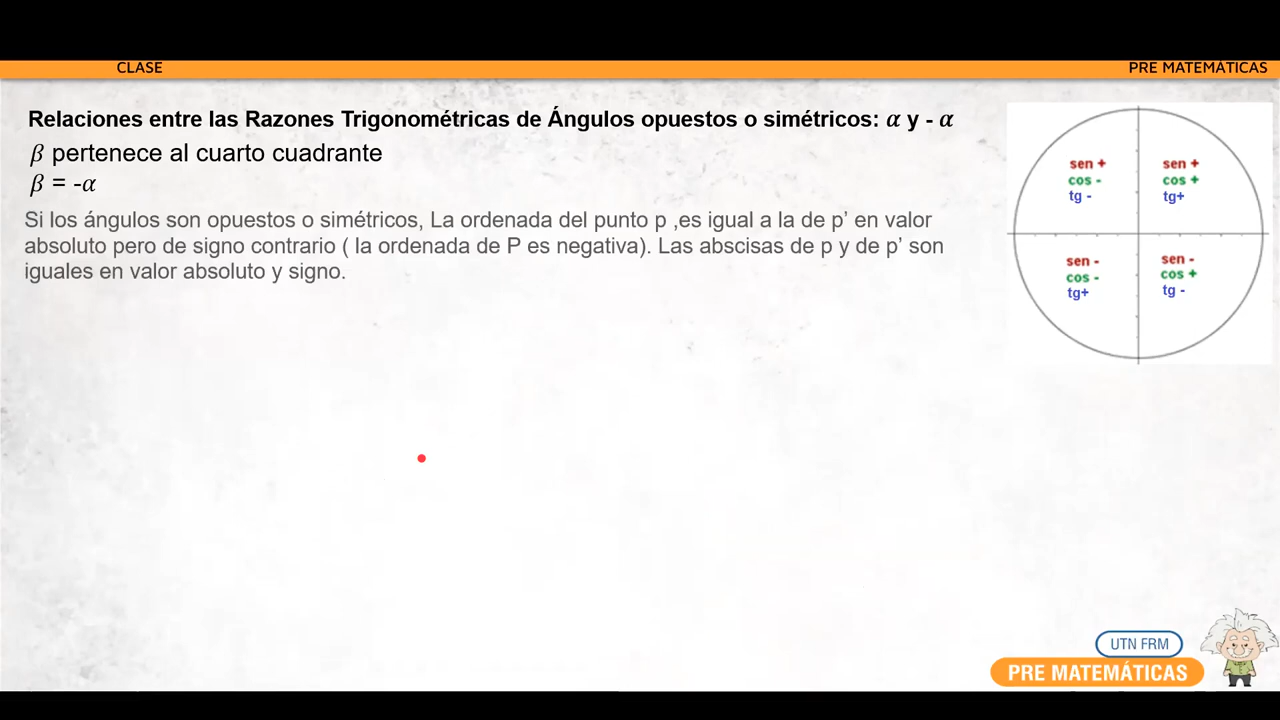 CLASE
PRE MATEMÁTICAS
Relaciones entre las Razones Trigonométricas de Ángulos opuestos o simétricos: 𝛼 y - 𝛼
𝛽 pertenece al cuarto cuadrante
𝛽 = -𝛼
Si los ángulos son opuestos o simétricos, La ordenada del punto p ,es igual a la de p’ en valor
absoluto pero de signo contrario ( la ordenada de P es negativa). Las abscisas de p y de p’ son
iguales en valor absoluto y signo.
sen +
cos -
tg -
sen +
cos +
tg+
sen -
cos -
tg+
sen -
cos +
tg -
UTN FRM
PRE MATEMÁTICAS